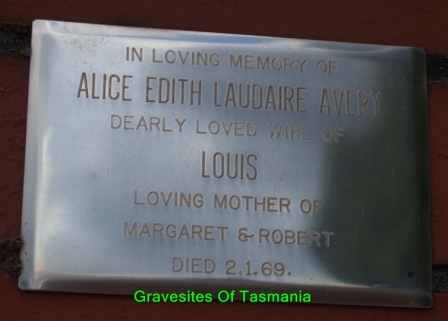 IN LOVING MEMORY OF
ALICE EDITH LAUDAIRE AVERY
DEARLY LOVED WIFE OF
LOUIS
LOVING MOTHER OF
MARGARET & ROBERT
DIED 2.1.69.
Gravesites Of Tasmania